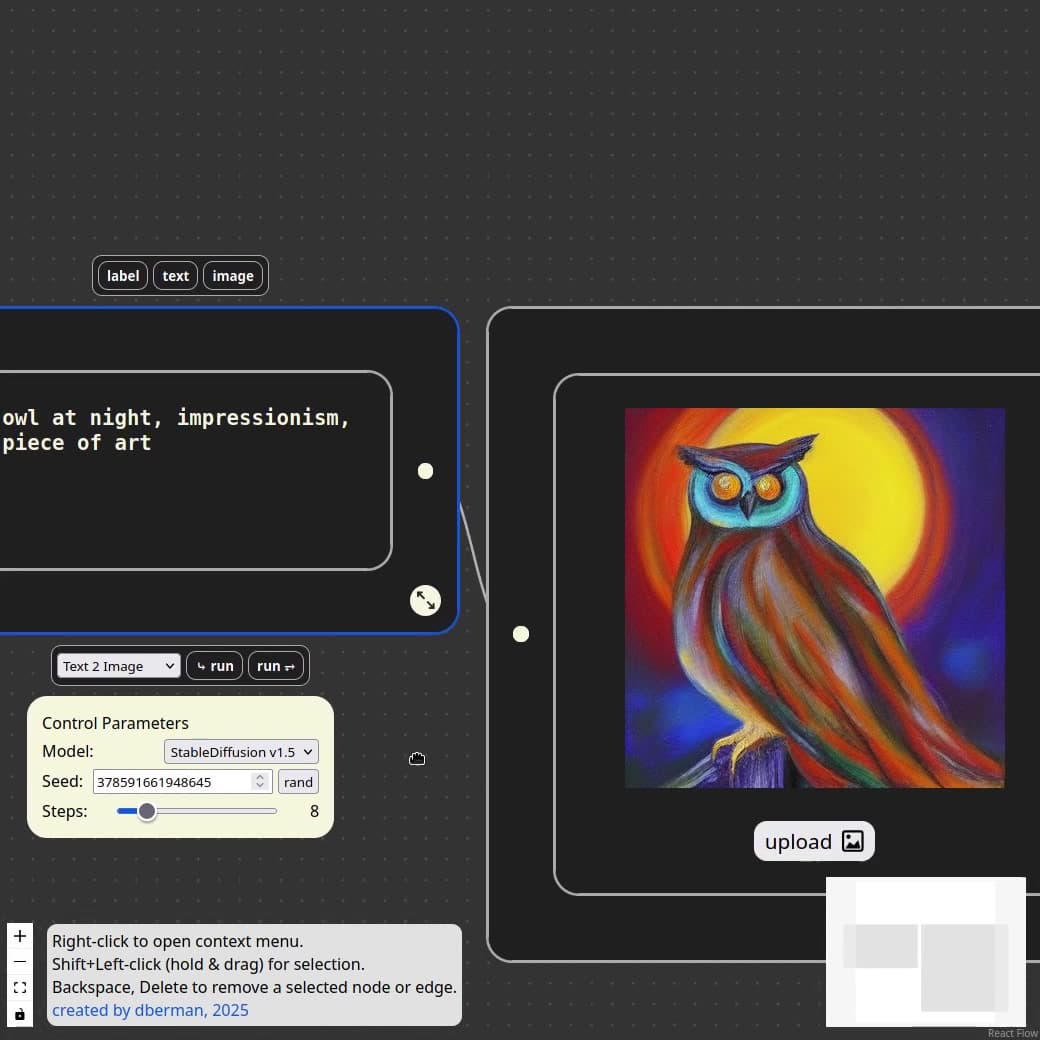 label text image
owl at night, impressionism,
piece of art
Text 2 Image run run
Control Parameters
Model: StableDiffusion v1.5
Seed: 378591661948645 rand
Steps: 8
upload
Right-click to open context menu.
Shift+Left-click (hold & drag) for selection.
Backspace, Delete to remove a selected node or edge.
created by dberman, 2025
React Flow